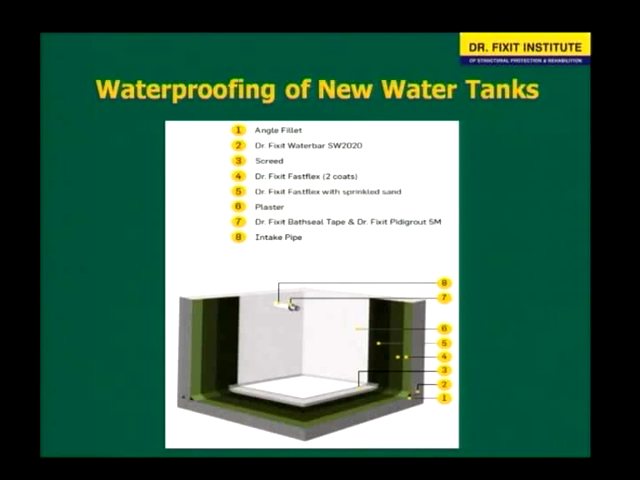 DR. FIXIT INSTITUTE
OF STRUCTURAL PROTECTION & REHABILITATION
Waterproofing of New Water Tanks
1 Angle Fillet
2 Dr. Fixit Waterbar SW2020
3 Screed
4 Dr. Fixit Fastflex (2 coats)
5 Dr. Fixit Fastflex with sprinkled sand
6 Plaster
7 Dr. Fixit Bathseal Tape & Dr. Fixit Pidigrout 5M
8 Intake Pipe
8
7
6
5
4
3
2
1